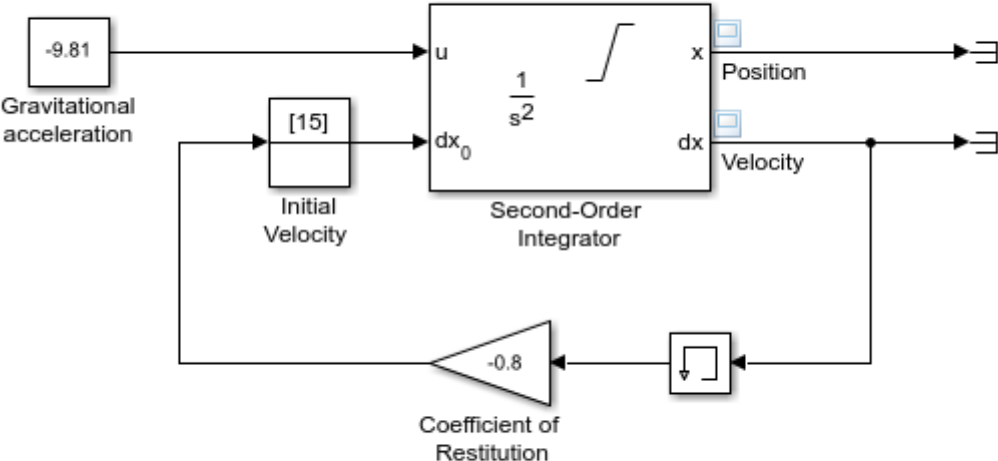 -9.81
Gravitational
acceleration
[15]
Initial
Velocity
u
dx0
1
s2
x
dx
Second-Order
Integrator
Position
Velocity
-0.8
Coefficient of
Restitution